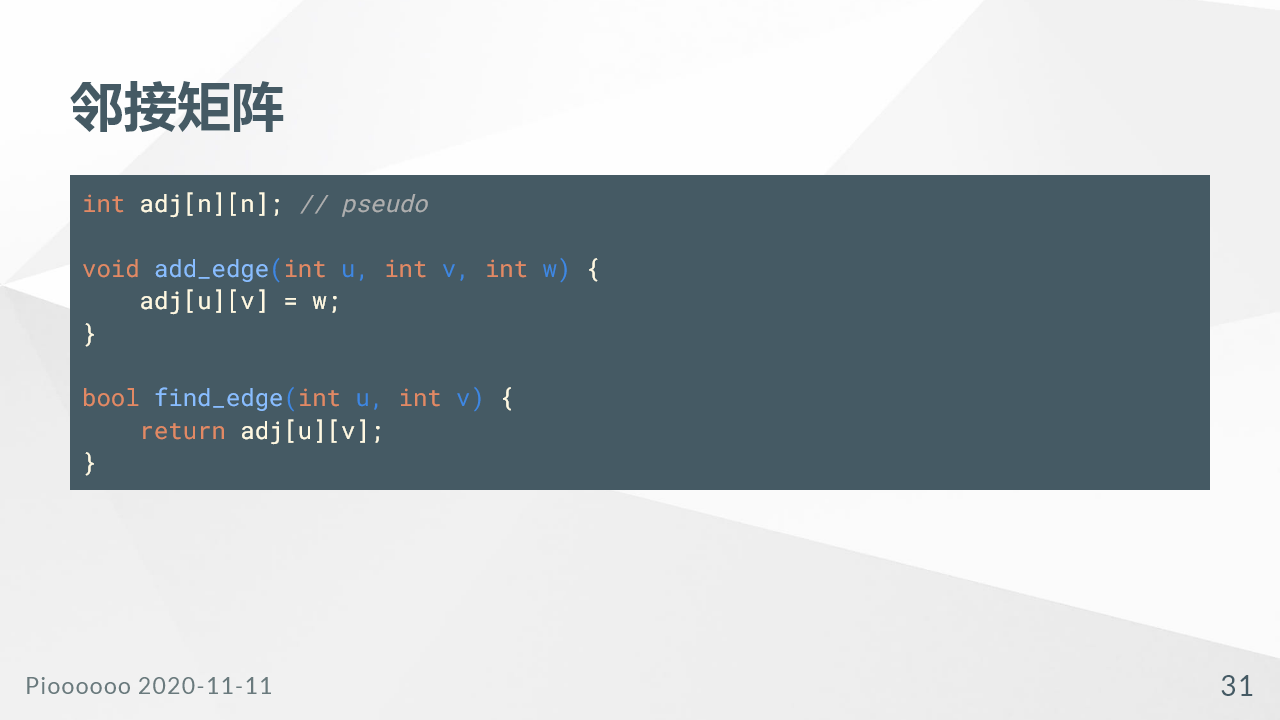 邻接矩阵
int adj[n][n]; // pseudo
void add_edge(int u, int v, int w) {
    adj[u][v] = w;
}
bool find_edge(int u, int v) {
    return adj[u][v];
}
Pioooooo 2020-11-11
31